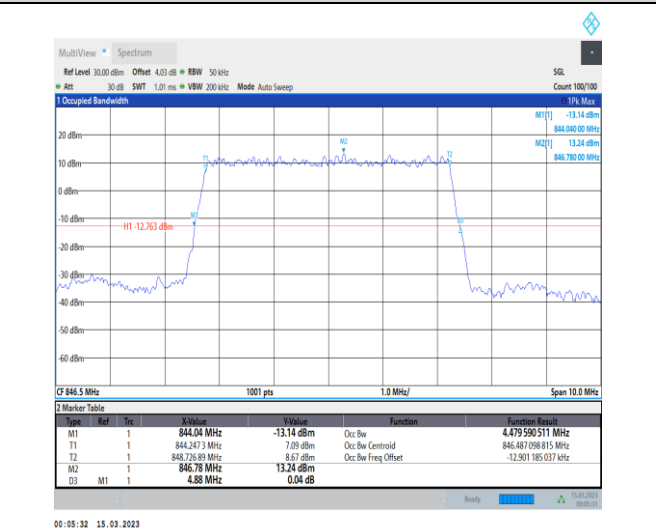 MultiView Spectrum
Ref Level 30.00 dBm Offset 4.03 dB RBW 50 kHz SGL
Att 30 dB SWT 1.01 ms VBW 200 kHz Mode Auto Sweep Count 100/100
1 Occupied Bandwidth 1Pk Max
M1[1] -13.14 dBm
844.040 00 MHz
M2[1] 13.24 dBm
846.780 00 MHz
20 dBm
M2
T1 T2
10 dBm
0 dBm
-10 dBm
M1
H1 -12.763 dBm
-20 dBm
-30 dBm
-40 dBm
-50 dBm
-60 dBm
CF 846.5 MHz 1001 pts 1.0 MHz/ Span 10.0 MHz
2 Marker Table
Type Ref Trc X-Value Y-Value Function Function Result
M1 1 844.04 MHz -13.14 dBm Occ Bw 4.479 590 511 MHz
T1 1 844.247 3 MHz 7.09 dBm Occ Bw Centroid 846.487 098 815 MHz
T2 1 848.726 89 MHz 8.67 dBm Occ Bw Freq Offset -12.901 185 037 kHz
M2 1 846.78 MHz 13.24 dBm
D3 M1 1 4.88 MHz 0.04 dB
Ready 15.03.2023
00:05:31
00:05:32 15.03.2023